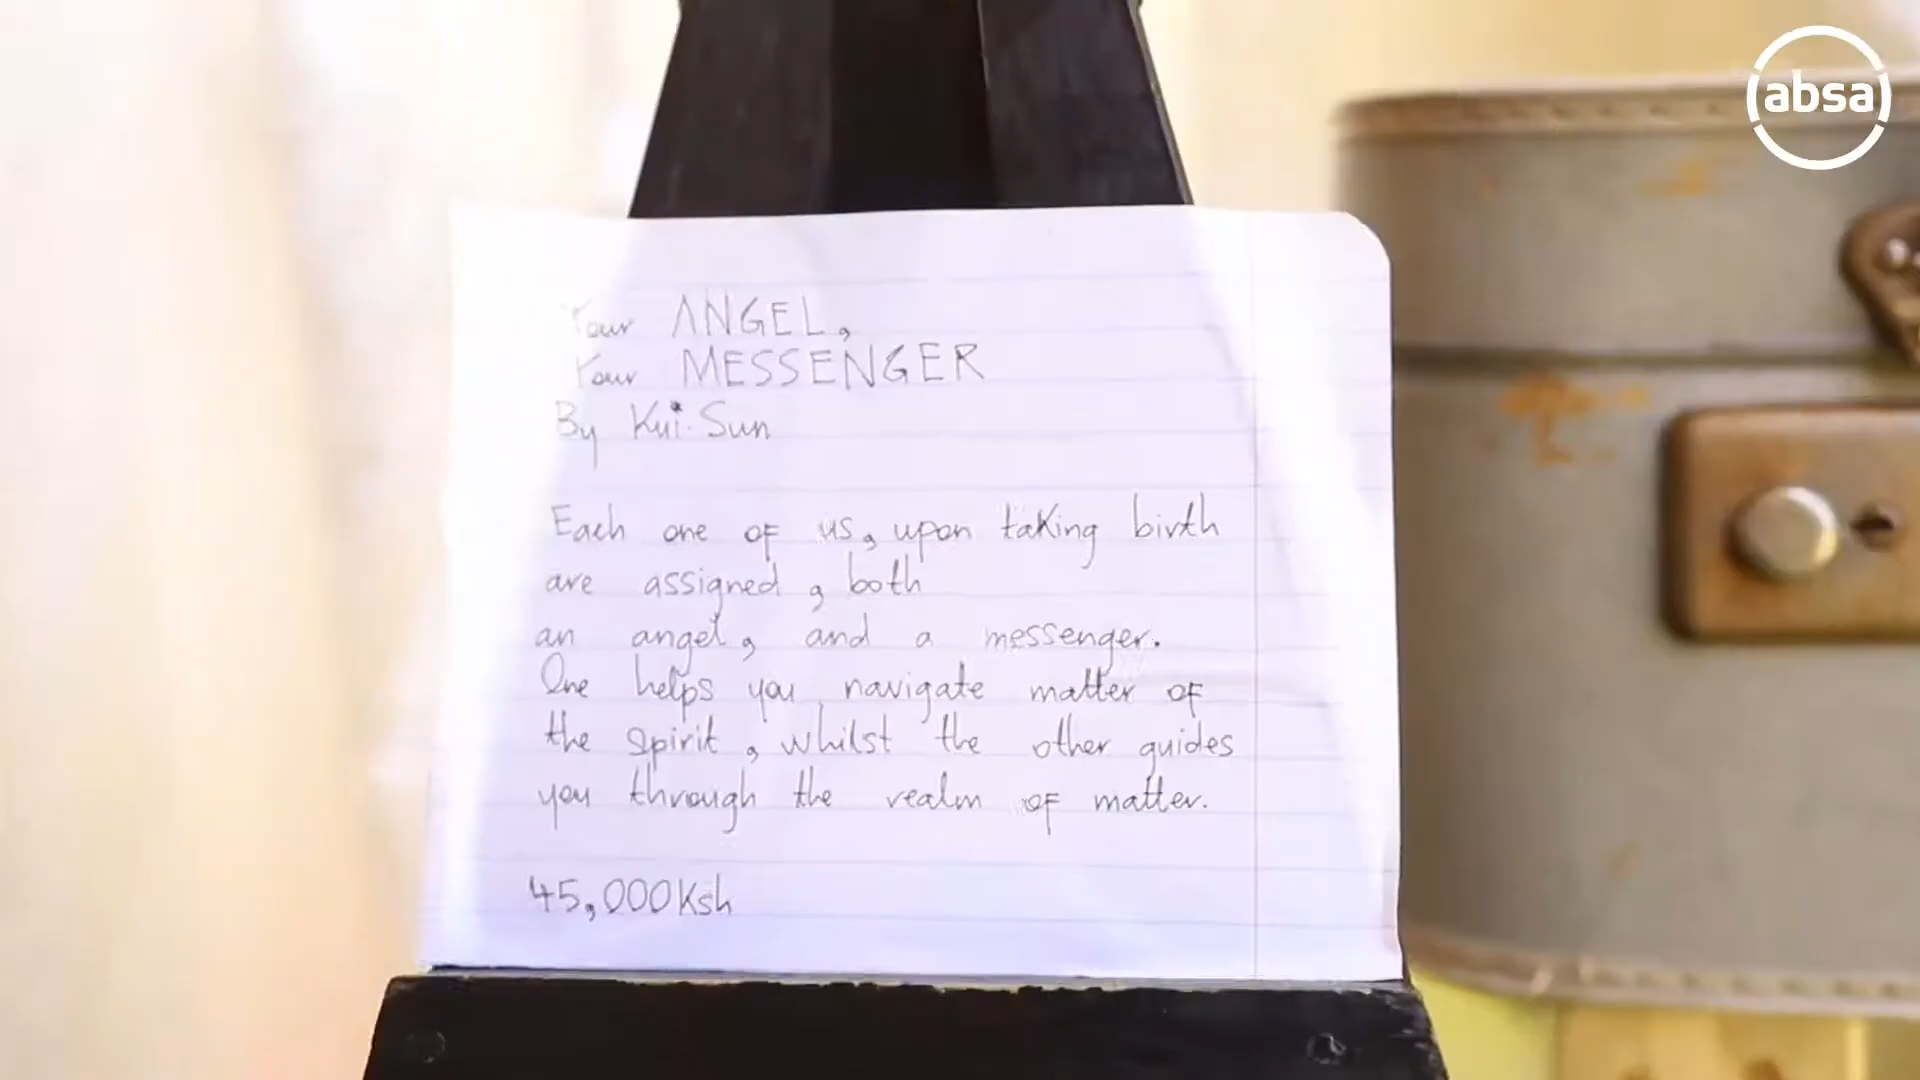 absa
Your ANGEL,
Your MESSENGER
By Kui Sun
Each one of us, upon taking birth
are assigned, both
an angel, and a messenger.
One helps you navigate matter of
the spirit, whilst the other guides
you through the realm of matter.
45,000Ksh